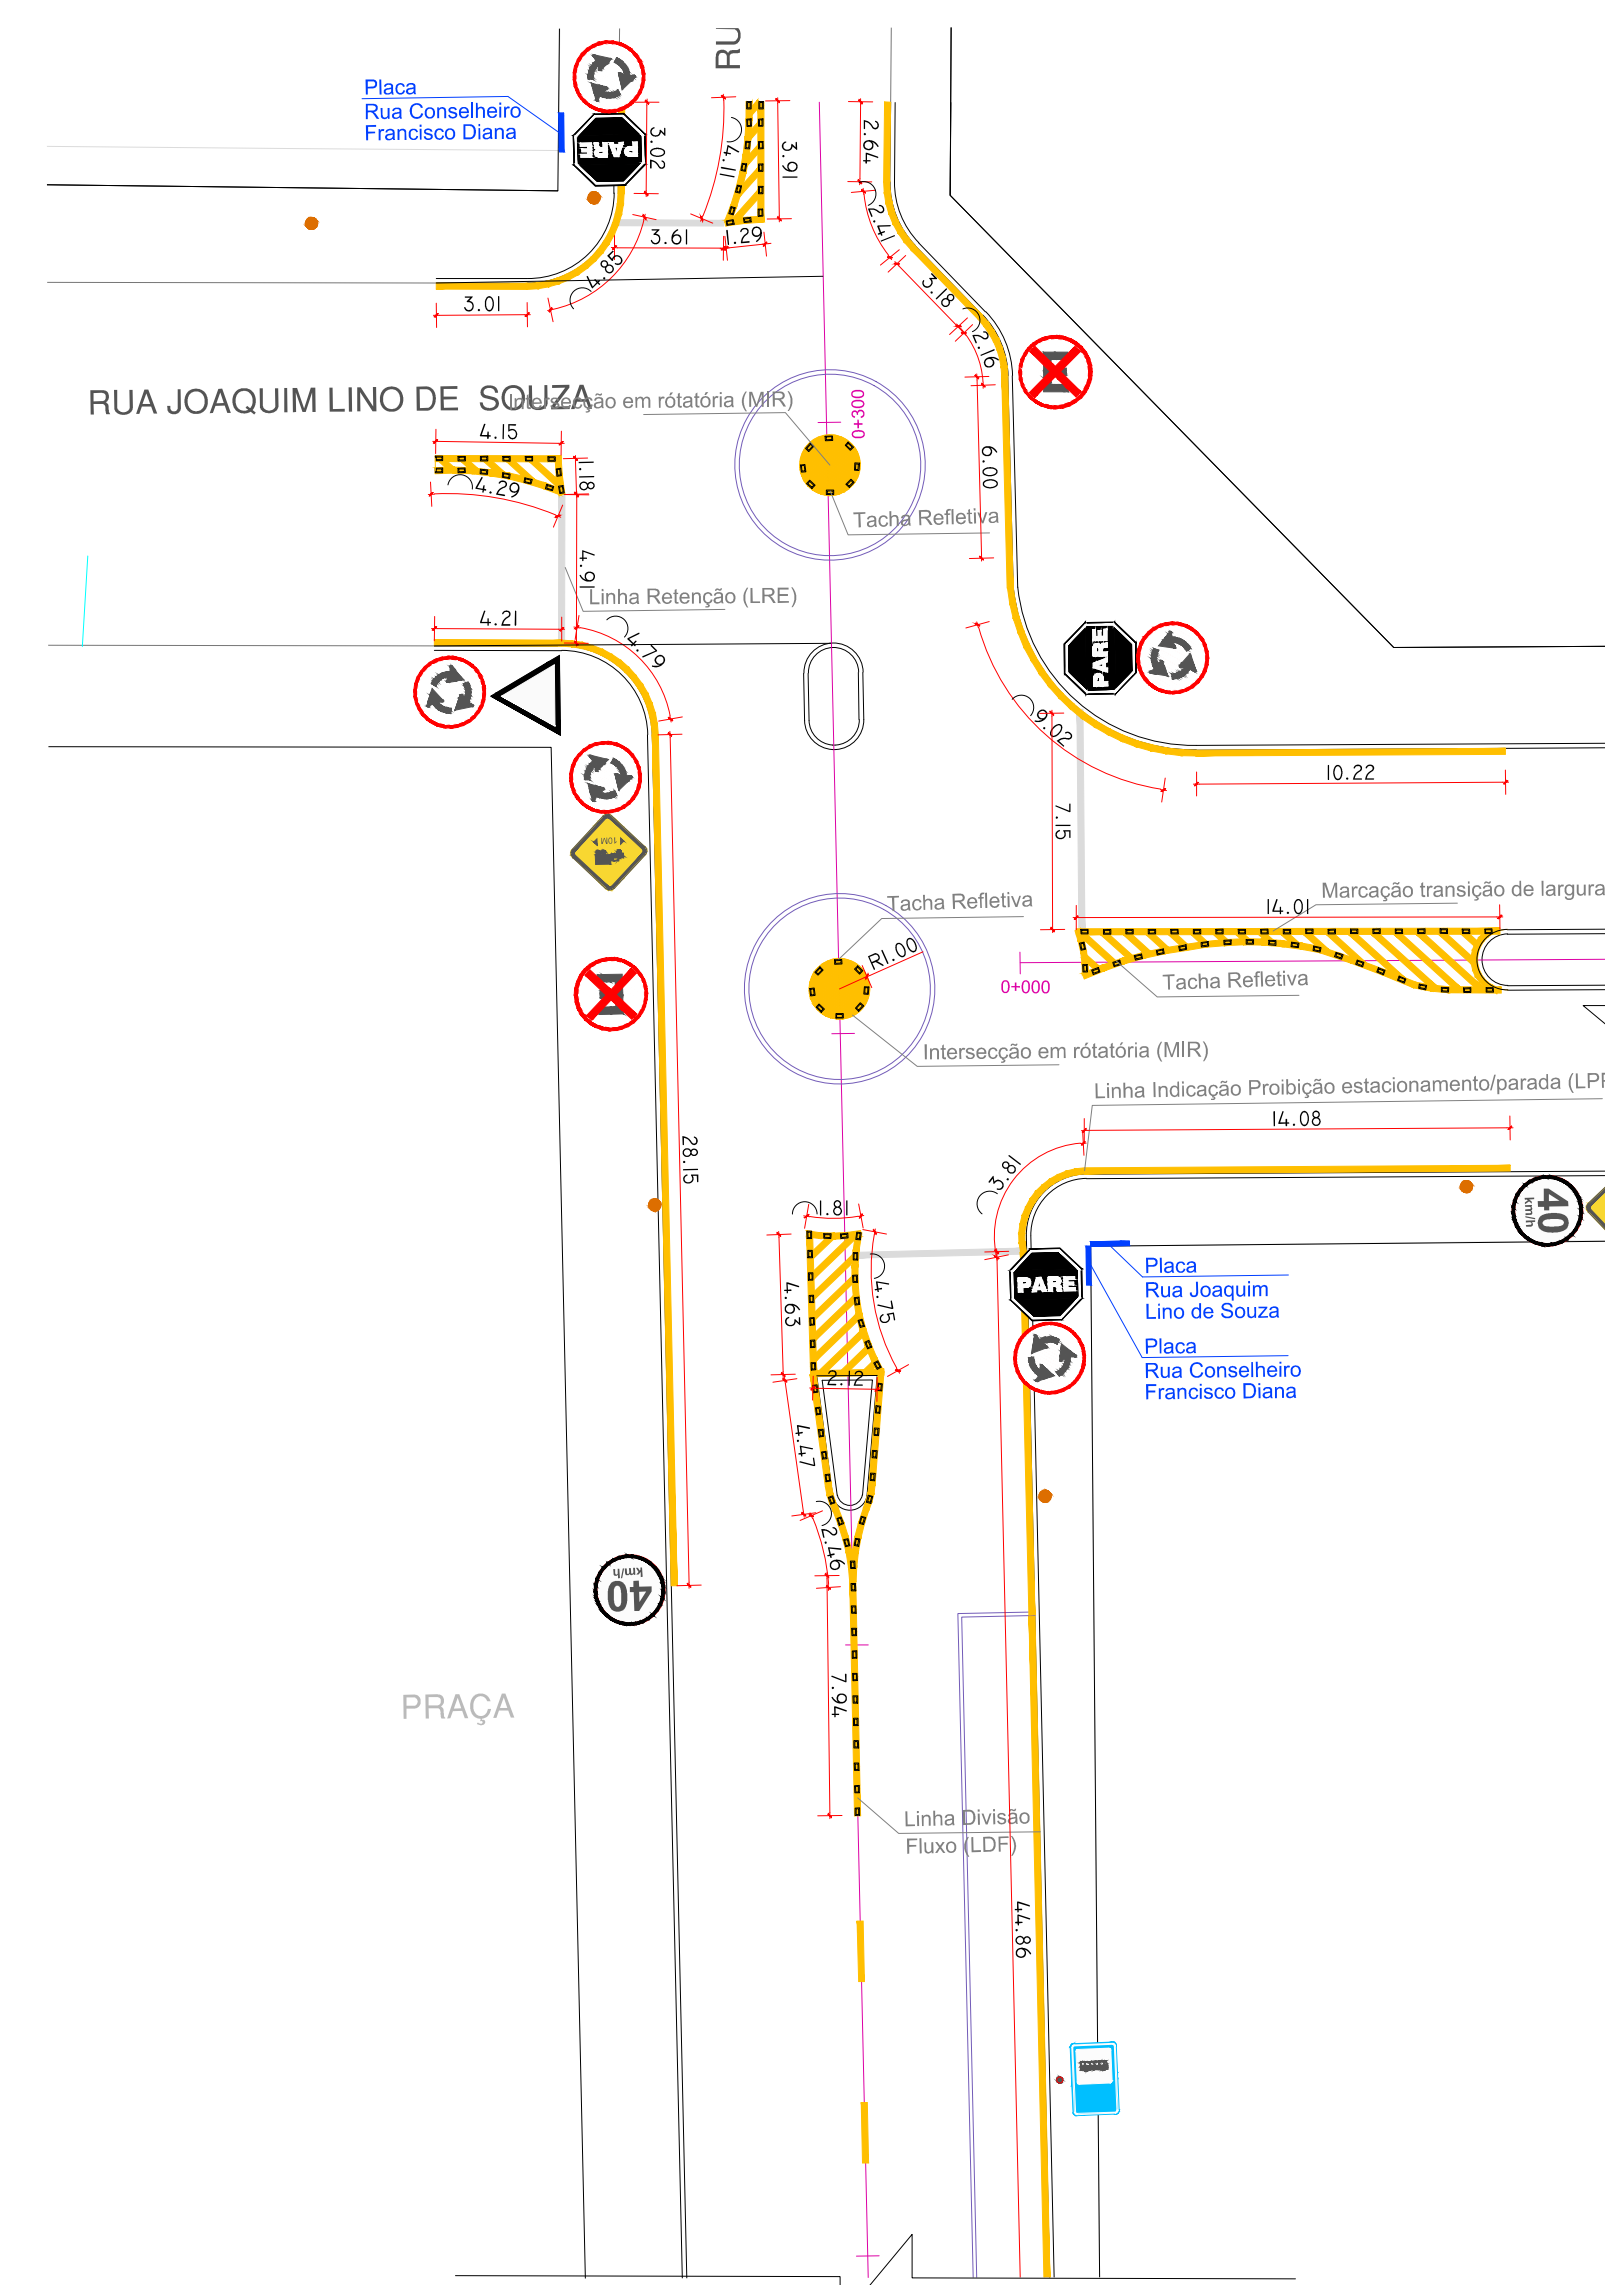 RU
Placa
Rua Conselheiro
Francisco Diana
PARE
3.02
4.11
3.91
2.64
2.41
3.61
1.29
4.85
3.01
3.18
2.16
RUA JOAQUIM LINO DE SOUZA
Intersecção em rótatória (MIR)
0+300
4.15
1.18
4.29
6.00
Tacha Refletiva
4.91
Linha Retenção (LRE)
4.21
4.79
PARE
9.02
10.22
7.15
10M
Marcação transição de largura
14.01
Tacha Refletiva
R1.00
0+000
Tacha Refletiva
Intersecção em rótatória (MIR)
Linha Indicação Proibição estacionamento/parada (LPP
14.08
28.15
3.81
1.81
40
km/h
4.63
4.75
PARE
Placa
Rua Joaquim
Lino de Souza
Placa
Rua Conselheiro
Francisco Diana
2.12
4.47
2.46
40
km/h
7.94
PRAÇA
Linha Divisão
Fluxo (LDF)
44.86